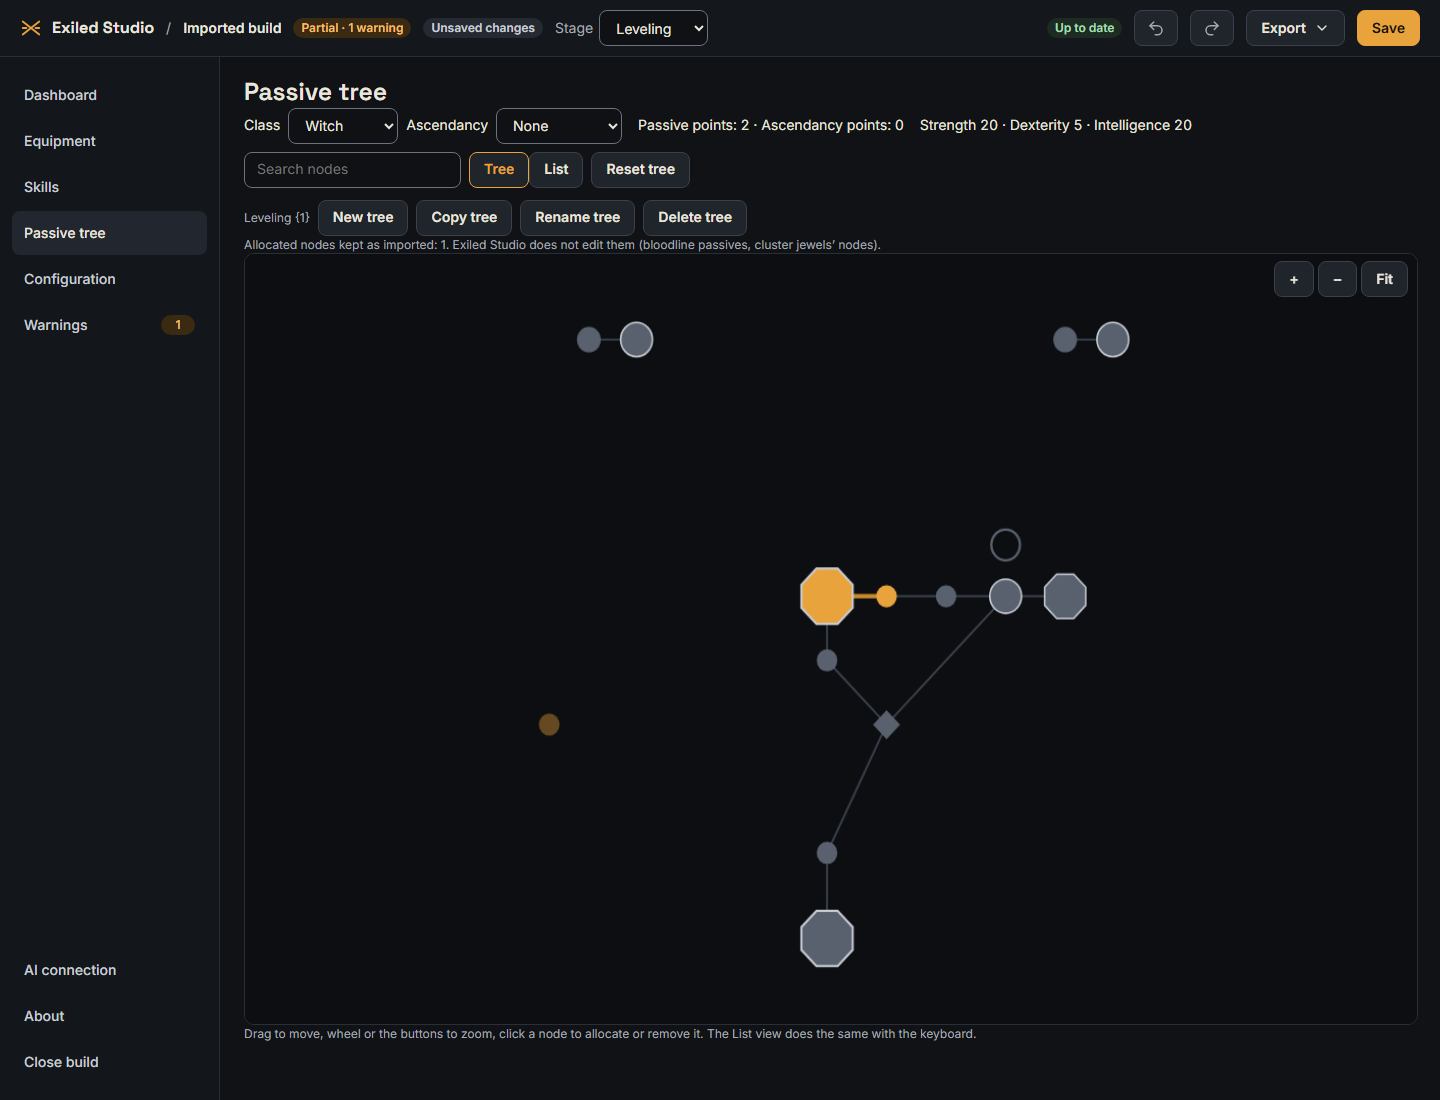 Exiled Studio / Imported build Partial · 1 warning Unsaved changes Stage Leveling Up to date Export Save
Dashboard
Equipment
Skills
Passive tree
Configuration
Warnings 1
AI connection
About
Close build
Passive tree
Class Witch Ascendancy None Passive points: 2 · Ascendancy points: 0 Strength 20 · Dexterity 5 · Intelligence 20
Search nodes Tree List Reset tree
Leveling {1} New tree Copy tree Rename tree Delete tree
Allocated nodes kept as imported: 1. Exiled Studio does not edit them (bloodline passives, cluster jewels’ nodes).
+ − Fit
Drag to move, wheel or the buttons to zoom, click a node to allocate or remove it. The List view does the same with the keyboard.